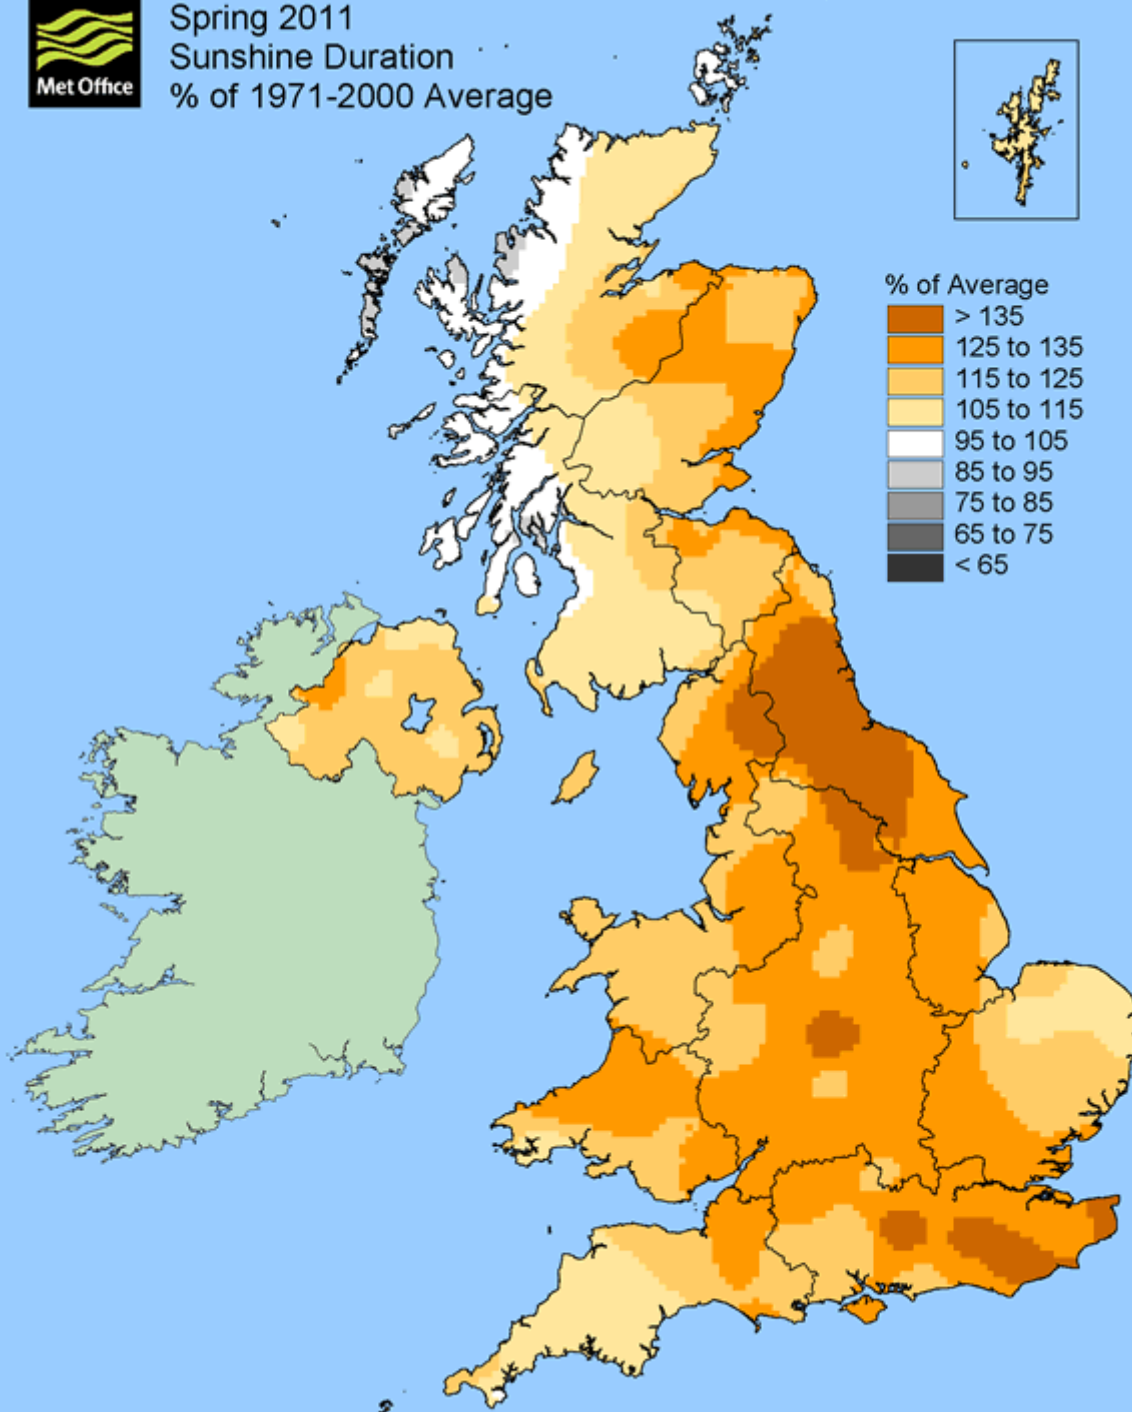 Met Office
Spring 2011
Sunshine Duration
% of 1971-2000 Average
% of Average
> 135
125 to 135
115 to 125
105 to 115
95 to 105
85 to 95
75 to 85
65 to 75
< 65